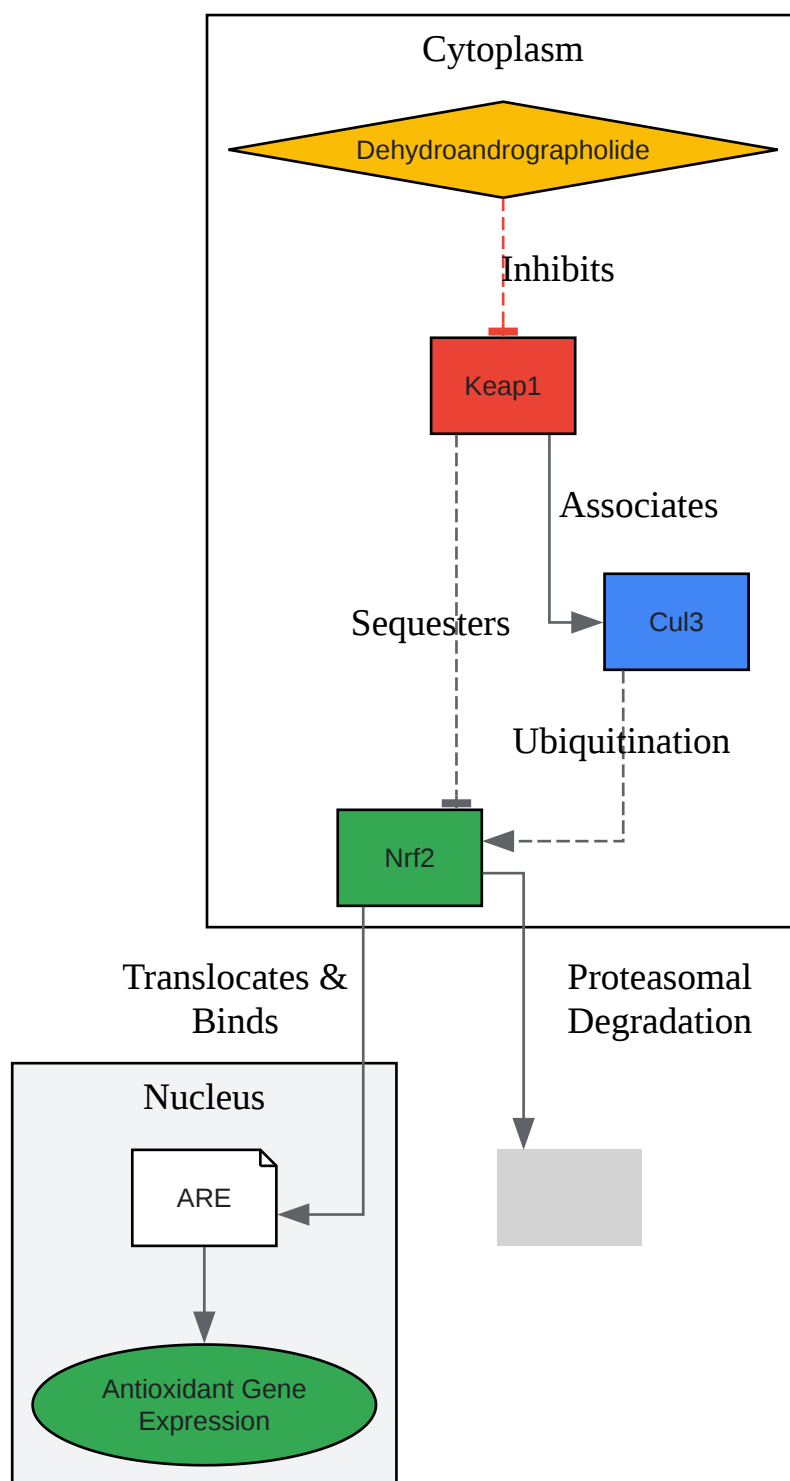 Cytoplasm
Dehydroandrographolide
Inhibits
Keap1
Associates
Cul3
Sequesters
Ubiquitination
Nrf2
Translocates &
Binds
Proteasomal
Degradation
Nucleus
ARE
Antioxidant Gene
Expression